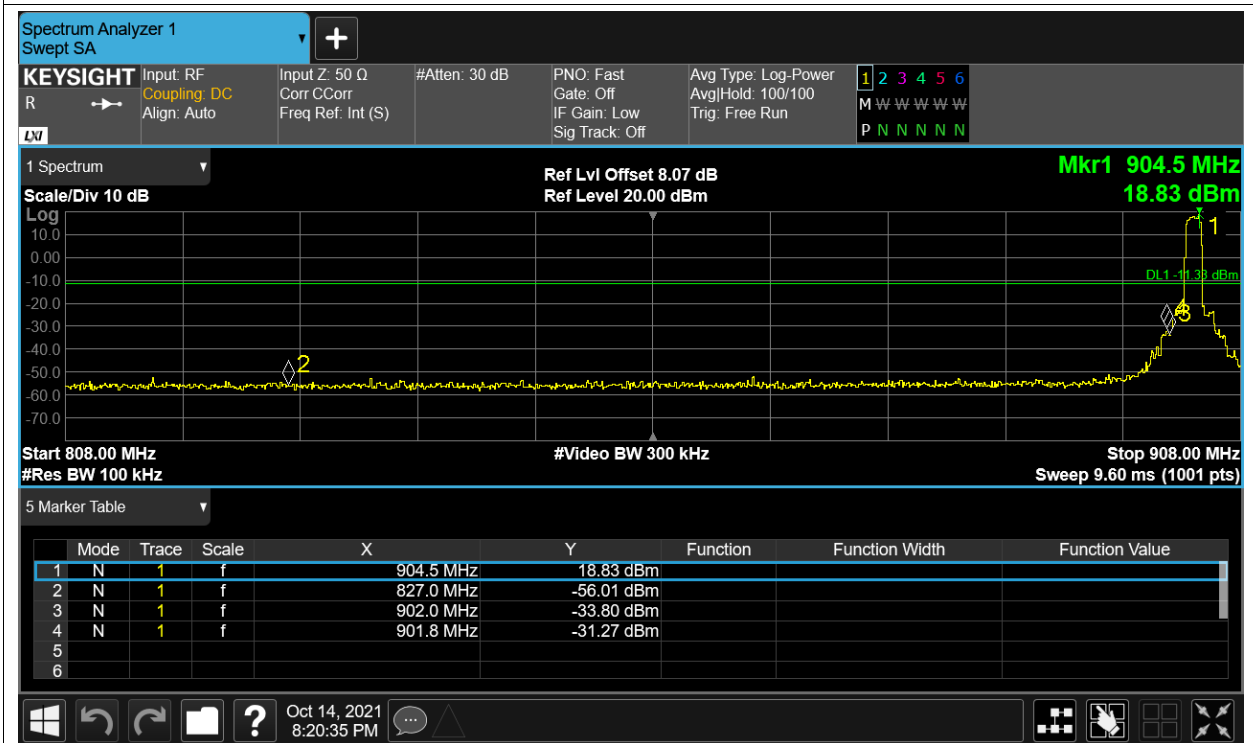 Spectrum Analyzer 1
Swept SA
KEYSIGHT Input: RF Input Z: 50 Ω #Atten: 30 dB PNO: Fast Avg Type: Log-Power 1 2 3 4 5 6
R Coupling: DC Corr CCorr Gate: Off Avg|Hold: 100/100 M W W W W W
Align: Auto Freq Ref: Int (S) IF Gain: Low Trig: Free Run
LXI Sig Track: Off P N N N N N
1 Spectrum Ref Lvl Offset 8.07 dB Mkr1 904.5 MHz
Scale/Div 10 dB Ref Level 20.00 dBm 18.83 dBm
Log
1
10.0
0.00
DL1 -11.33 dBm
-10.0
-20.0
-30.0
-40.0
2
-50.0
-60.0
-70.0
Start 808.00 MHz #Video BW 300 kHz Stop 908.00 MHz
#Res BW 100 kHz Sweep 9.60 ms (1001 pts)
5 Marker Table
Mode Trace Scale X Y Function Function Width Function Value
1 N 1 f 904.5 MHz 18.83 dBm
2 N 1 f 827.0 MHz -56.01 dBm
3 N 1 f 902.0 MHz -33.80 dBm
4 N 1 f 901.8 MHz -31.27 dBm
5
6
? Oct 14, 2021
8:20:35 PM